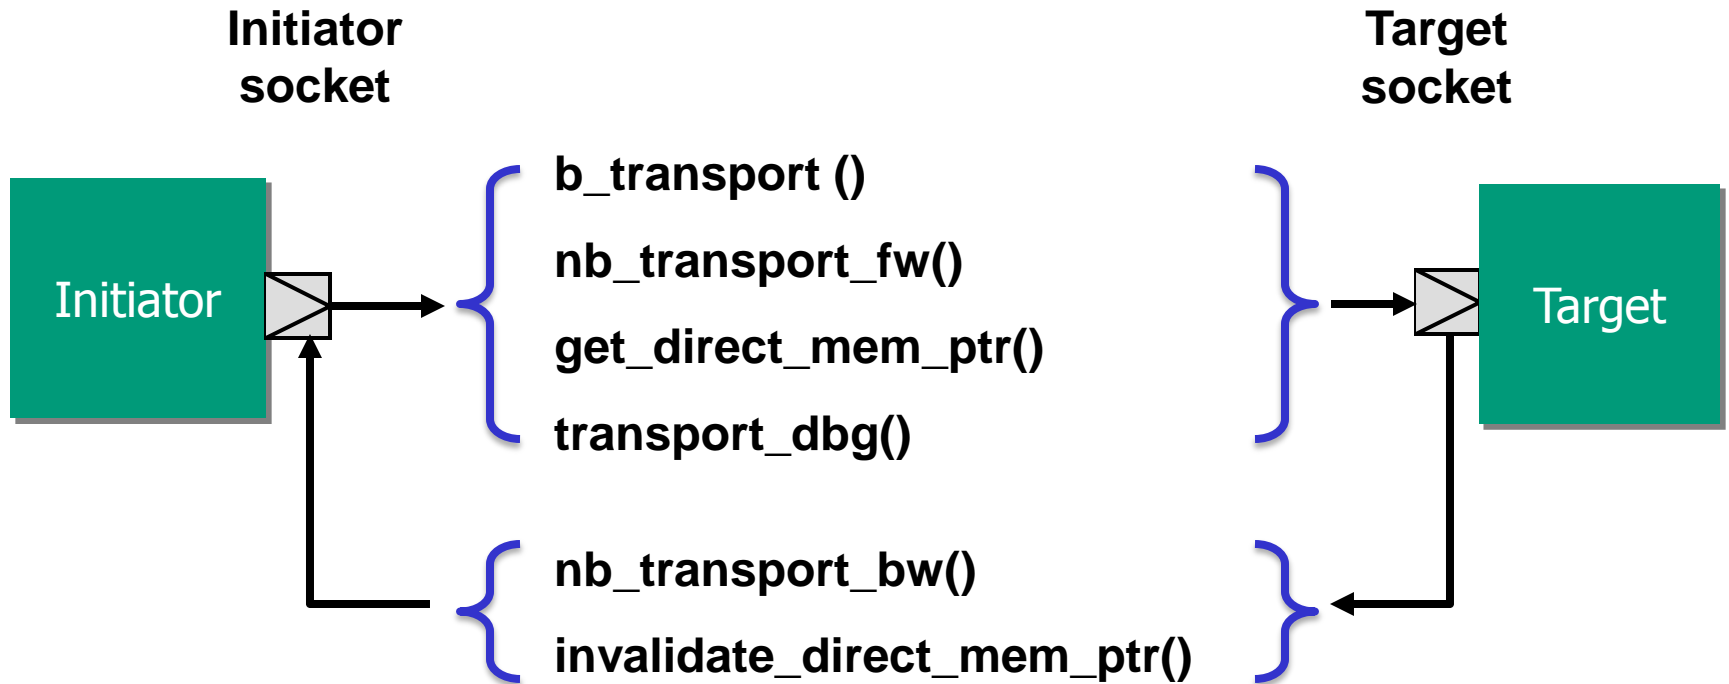 Initiator
socket
Target
socket
b_transport ()
nb_transport_fw()
Initiator
Target
get_direct_mem_ptr()
transport_dbg()
nb_transport_bw()
invalidate_direct_mem_ptr()